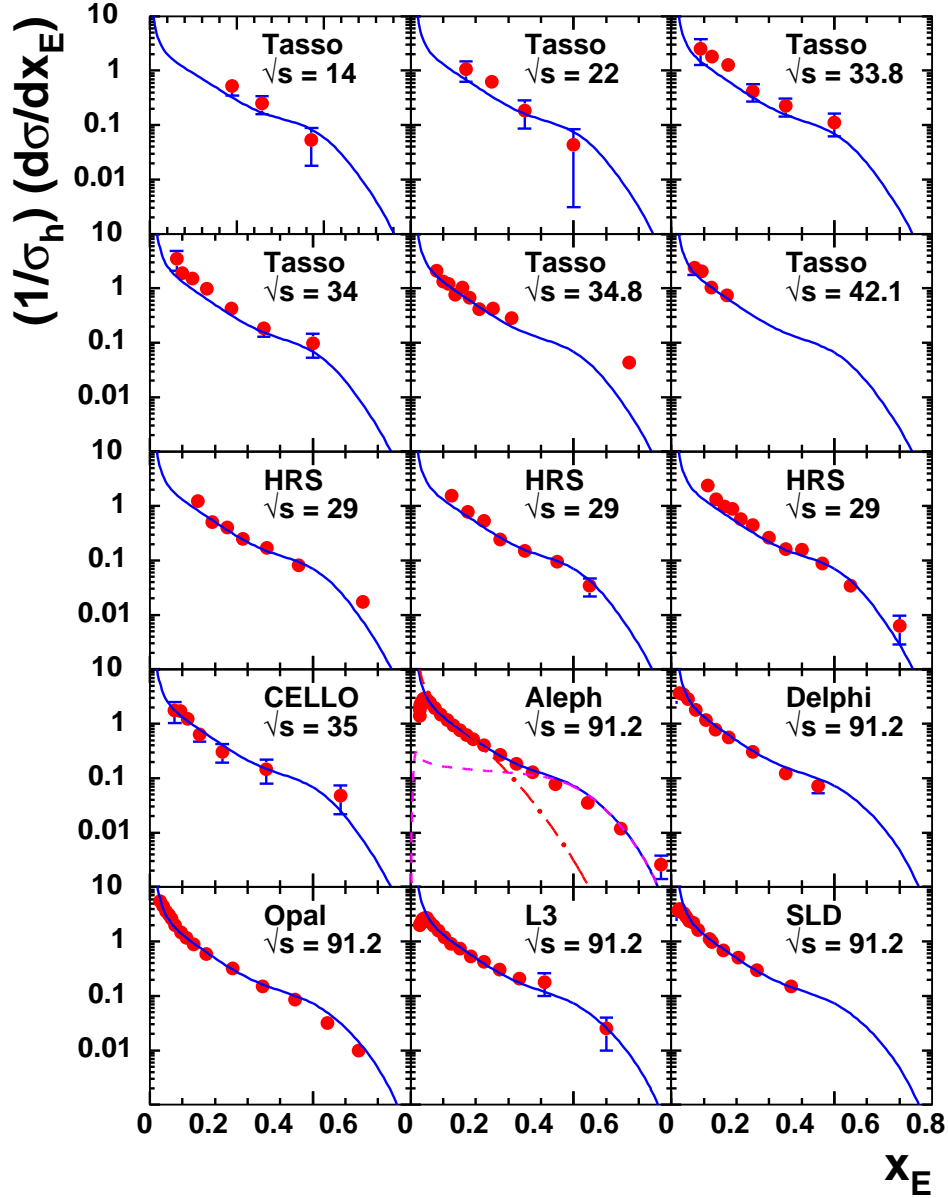 (1/σ_h) (dσ/dx_E)
10
1
0.1
0.01
10
1
0.1
0.01
10
1
0.1
0.01
10
1
0.1
0.01
10
1
0.1
0.01
Tasso
√s = 14
Tasso
√s = 22
Tasso
√s = 33.8
Tasso
√s = 34
Tasso
√s = 34.8
Tasso
√s = 42.1
HRS
√s = 29
HRS
√s = 29
HRS
√s = 29
CELLO
√s = 35
Aleph
√s = 91.2
Delphi
√s = 91.2
Opal
√s = 91.2
L3
√s = 91.2
SLD
√s = 91.2
0 0.2 0.4 0.6 0 0.2 0.4 0.6 0 0.2 0.4 0.6 0.8
x_E